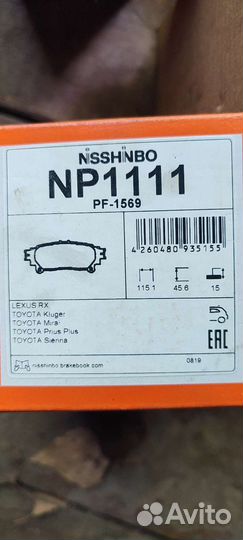 NiSSHiNBO
NP1111
PF-1569
4 260480 935155
115.1 45.6 15
LEXUS RX
TOYOTA Kluger
TOYOTA Mirai
TOYOTA Prius Plus
TOYOTA Sienna
EAC
nisshinbo.brakebook.com
0819
Avito